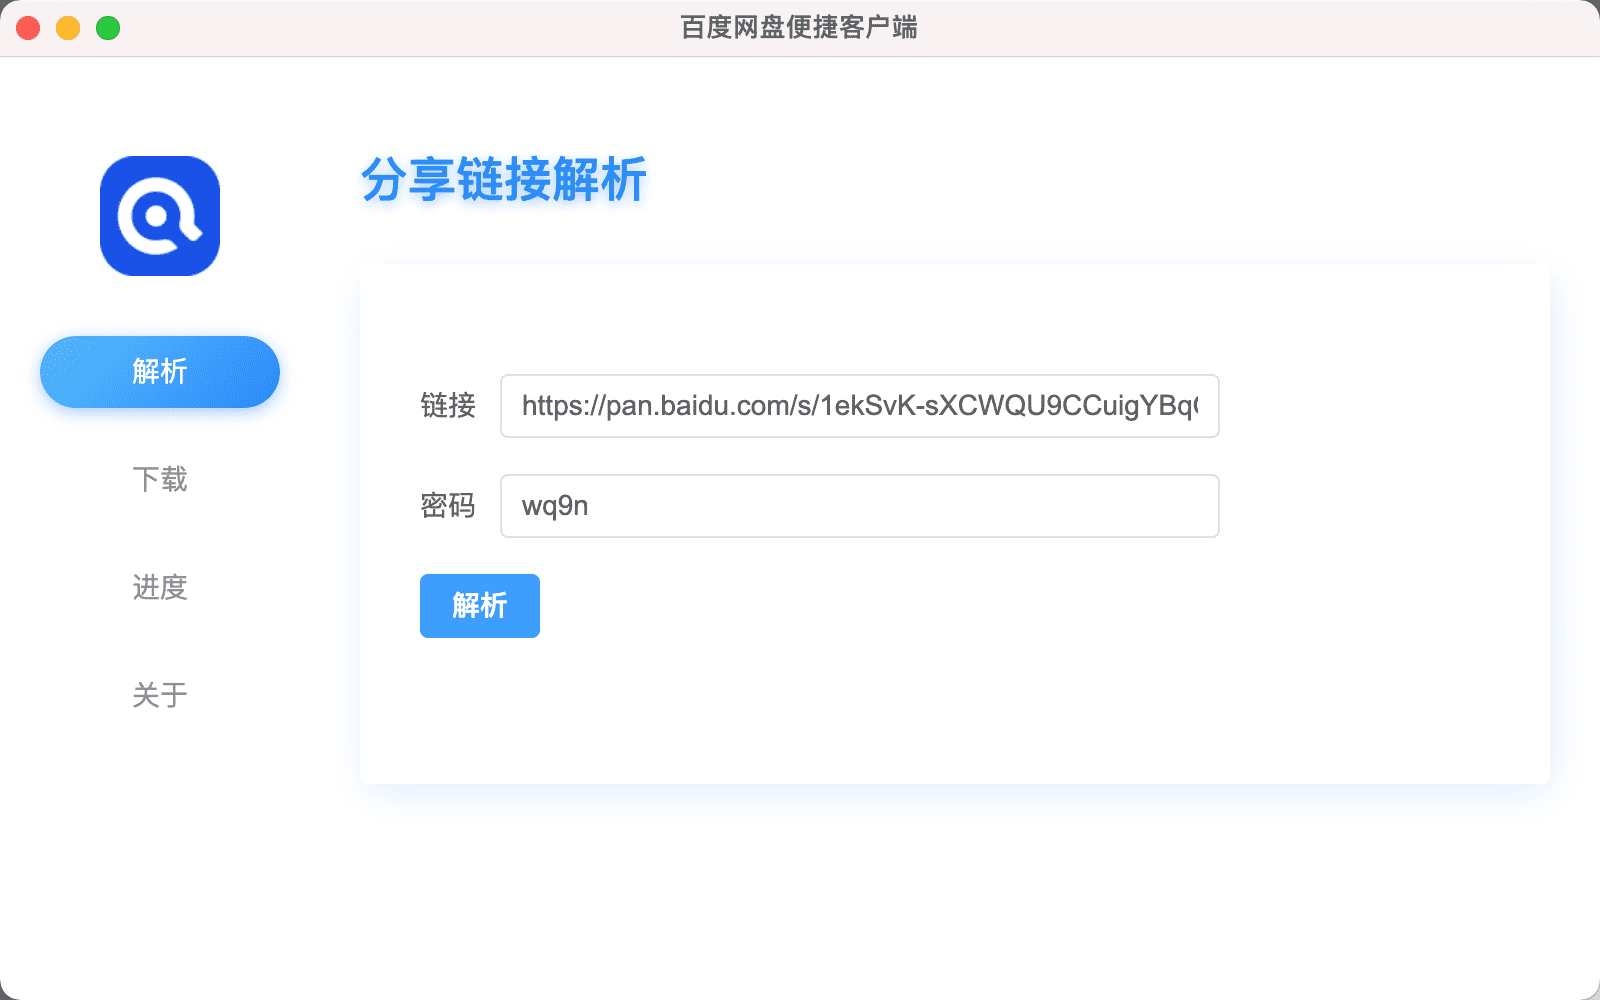 百度网盘便捷客户端
分享链接解析
解析
下载
进度
关于
链接 https://pan.baidu.com/s/1ekSvK-sXCWQU9CCuigYBq
密码 wq9n
解析